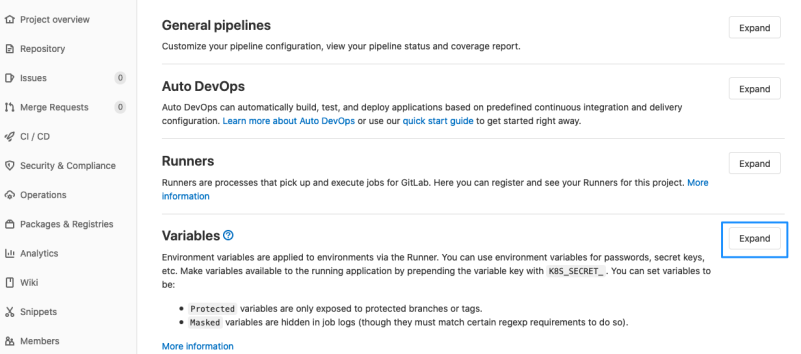 Project overview
Repository
Issues 0
Merge Requests 0
CI / CD
Security & Compliance
Operations
Packages & Registries
Analytics
Wiki
Snippets
Members
General pipelines
Expand
Customize your pipeline configuration, view your pipeline status and coverage report.
Auto DevOps
Expand
Auto DevOps can automatically build, test, and deploy applications based on predefined continuous integration and delivery
configuration. Learn more about Auto DevOps or use our quick start guide to get started right away.
Runners
Expand
Runners are processes that pick up and execute jobs for GitLab. Here you can register and see your Runners for this project. More
information
Variables
Expand
Environment variables are applied to environments via the Runner. You can use environment variables for passwords, secret keys,
etc. Make variables available to the running application by prepending the variable key with K8S_SECRET_. You can set variables to
be:
• Protected variables are only exposed to protected branches or tags.
• Masked variables are hidden in job logs (though they must match certain regexp requirements to do so).
More information